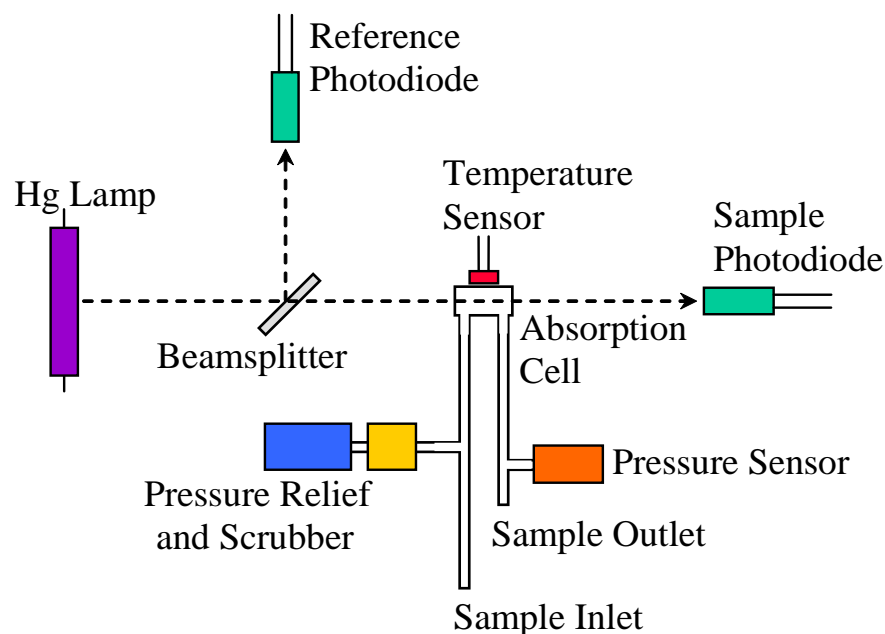 Reference
Photodiode
Hg Lamp
Temperature
Sensor
Sample
Photodiode
Beamsplitter
Absorption
Cell
Pressure Relief
and Scrubber
Pressure Sensor
Sample Outlet
Sample Inlet